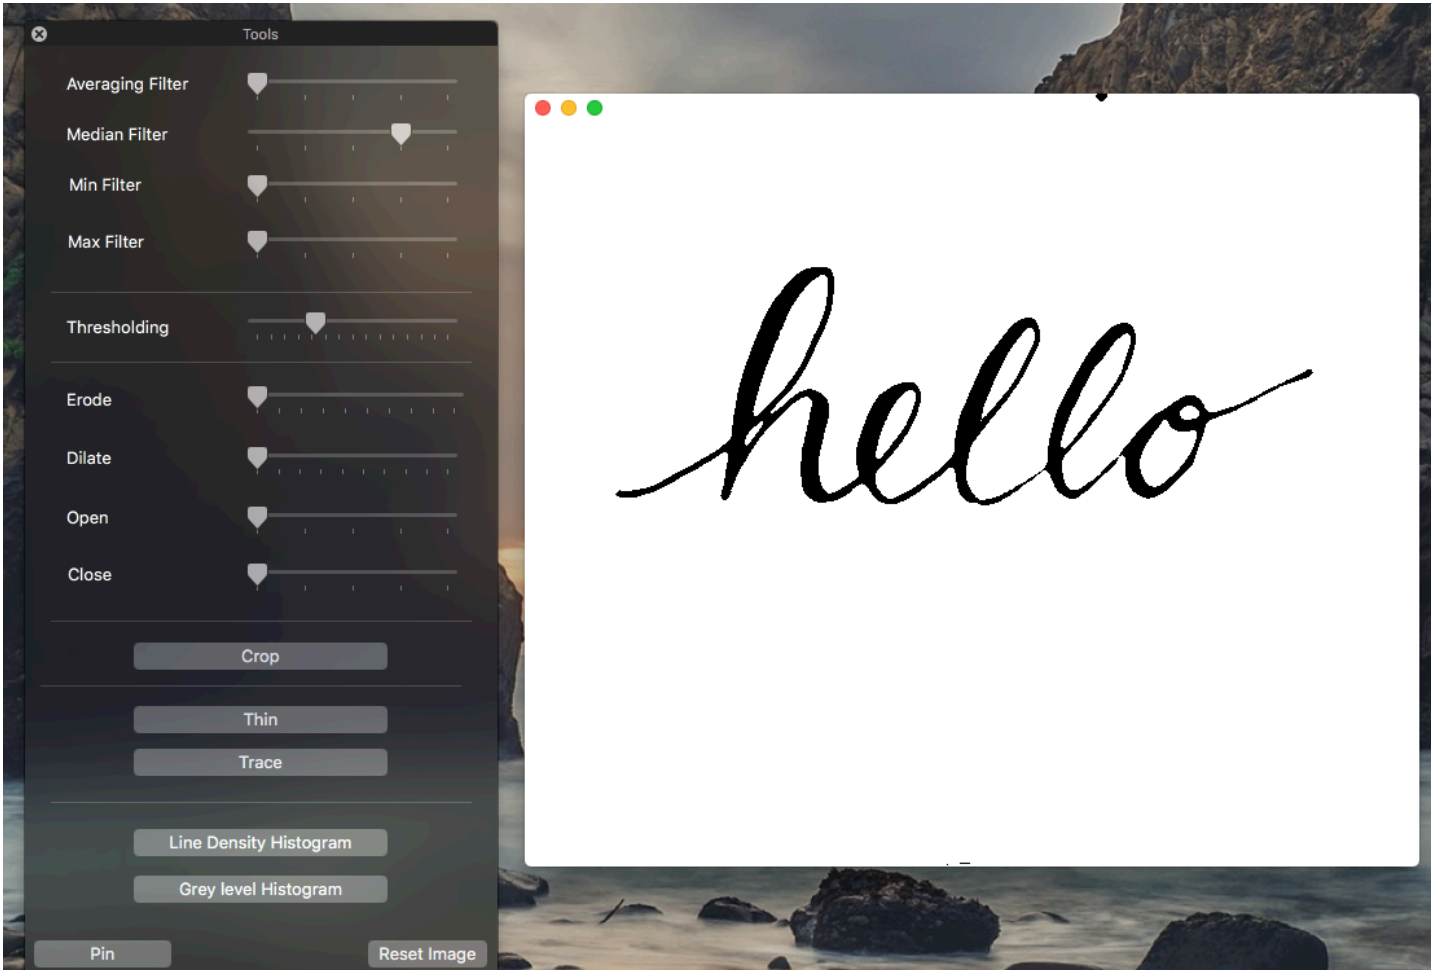 Tools
Averaging Filter
Median Filter
Min Filter
Max Filter
Thresholding
Erode
Dilate
Open
Close
Crop
Thin
Trace
Line Density Histogram
Grey level Histogram
Pin
Reset Image
hello